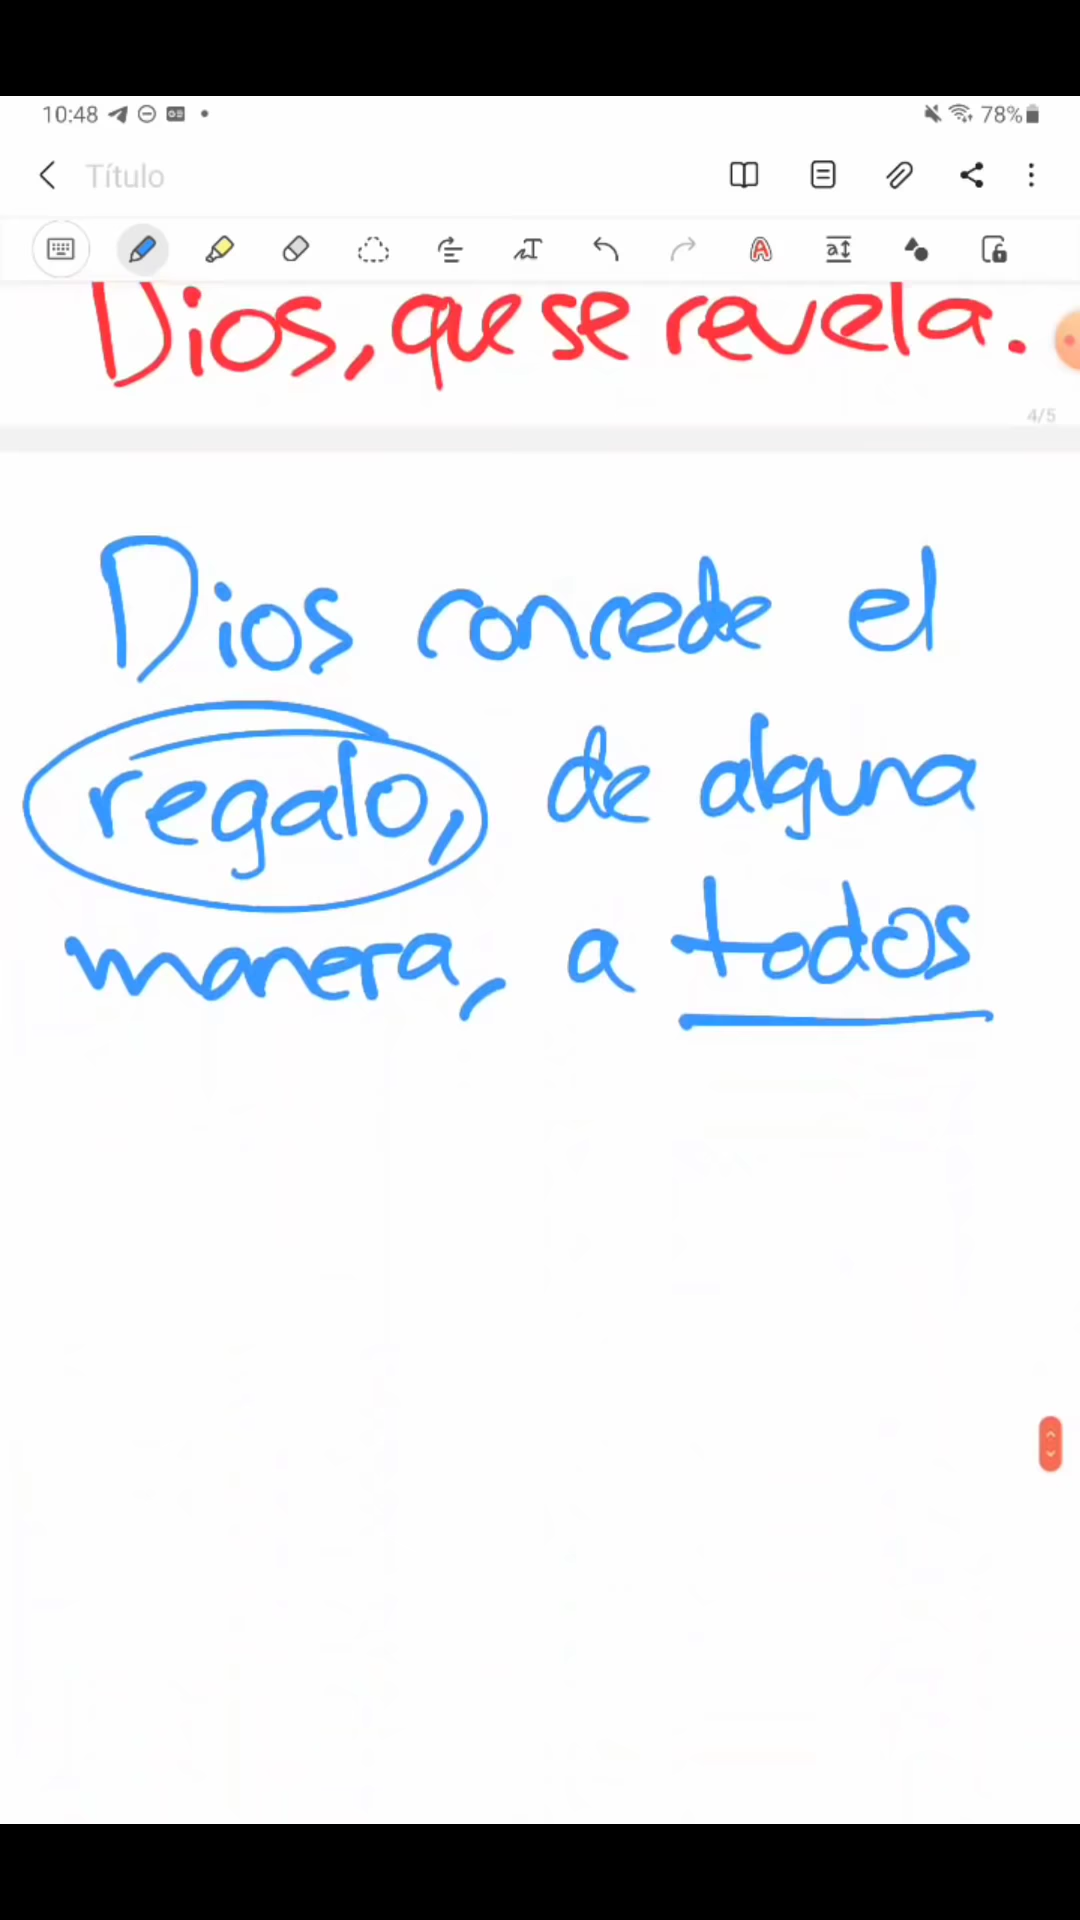 10:48 78%
Título
Dios, que se revela.
4/5
Dios concede el
regalo, de alguna
manera, a todos